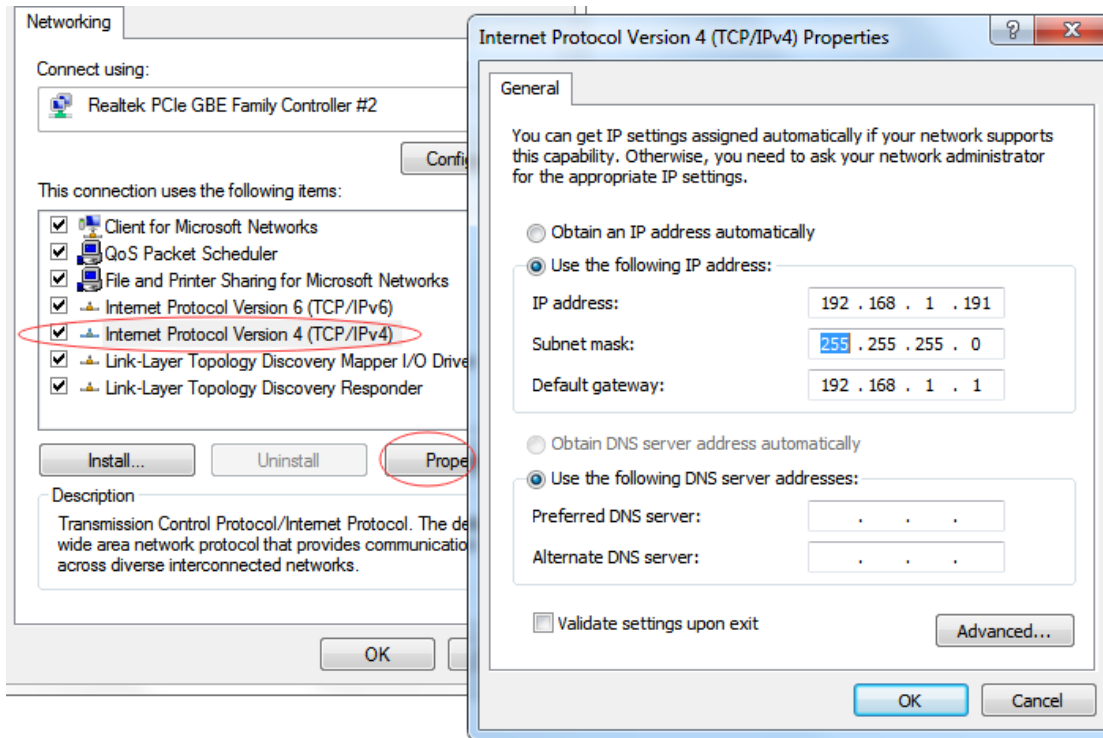 Networking
Connect using:
Realtek PCIe GBE Family Controller #2
Config
This connection uses the following items:
Client for Microsoft Networks
QoS Packet Scheduler
File and Printer Sharing for Microsoft Networks
Internet Protocol Version 6 (TCP/IPv6)
Internet Protocol Version 4 (TCP/IPv4)
Link-Layer Topology Discovery Mapper I/O Drive
Link-Layer Topology Discovery Responder
Install... Uninstall Prope
Description
Transmission Control Protocol/Internet Protocol. The de
wide area network protocol that provides communicatio
across diverse interconnected networks.
OK
Internet Protocol Version 4 (TCP/IPv4) Properties
General
You can get IP settings assigned automatically if your network supports
this capability. Otherwise, you need to ask your network administrator
for the appropriate IP settings.
Obtain an IP address automatically
Use the following IP address:
IP address: 192 . 168 . 1 . 191
Subnet mask: 255 . 255 . 255 . 0
Default gateway: 192 . 168 . 1 . 1
Obtain DNS server address automatically
Use the following DNS server addresses:
Preferred DNS server: . . .
Alternate DNS server: . . .
Validate settings upon exit
Advanced...
OK Cancel